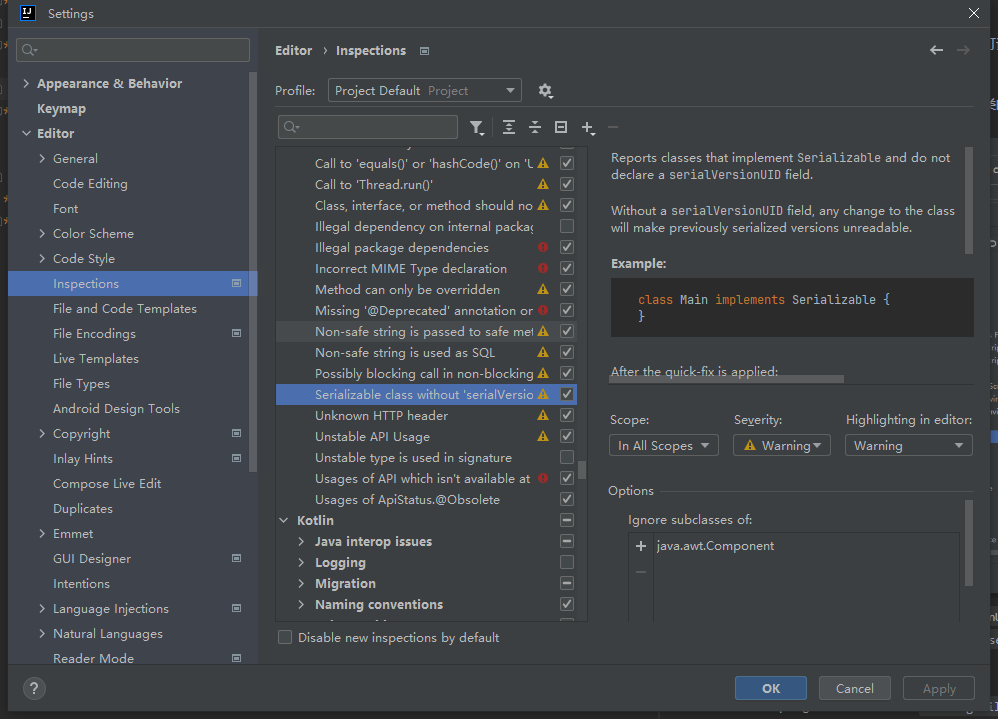 Settings
Appearance & Behavior
Keymap
Editor
General
Code Editing
Font
Color Scheme
Code Style
Inspections
File and Code Templates
File Encodings
Live Templates
File Types
Android Design Tools
Copyright
Inlay Hints
Compose Live Edit
Duplicates
Emmet
GUI Designer
Intentions
Language Injections
Natural Languages
Reader Mode
?
Editor › Inspections
Profile: Project Default Project
Call to 'equals()' or 'hashCode()' on 'U
Call to 'Thread.run()'
Class, interface, or method should no
Illegal dependency on internal packag
Illegal package dependencies
Incorrect MIME Type declaration
Method can only be overridden
Missing '@Deprecated' annotation or
Non-safe string is passed to safe met
Non-safe string is used as SQL
Possibly blocking call in non-blocking
Serializable class without 'serialVersio
Unknown HTTP header
Unstable API Usage
Unstable type is used in signature
Usages of API which isn't available at
Usages of ApiStatus.@Obsolete
Kotlin
Java interop issues
Logging
Migration
Naming conventions
Disable new inspections by default
Reports classes that implement Serializable and do not
declare a serialVersionUID field.
Without a serialVersionUID field, any change to the class
will make previously serialized versions unreadable.
Example:
class Main implements Serializable {
}
After the quick-fix is applied:
Scope: Severity: Highlighting in editor:
In All Scopes Warning Warning
Options
Ignore subclasses of:
java.awt.Component
OK Cancel Apply